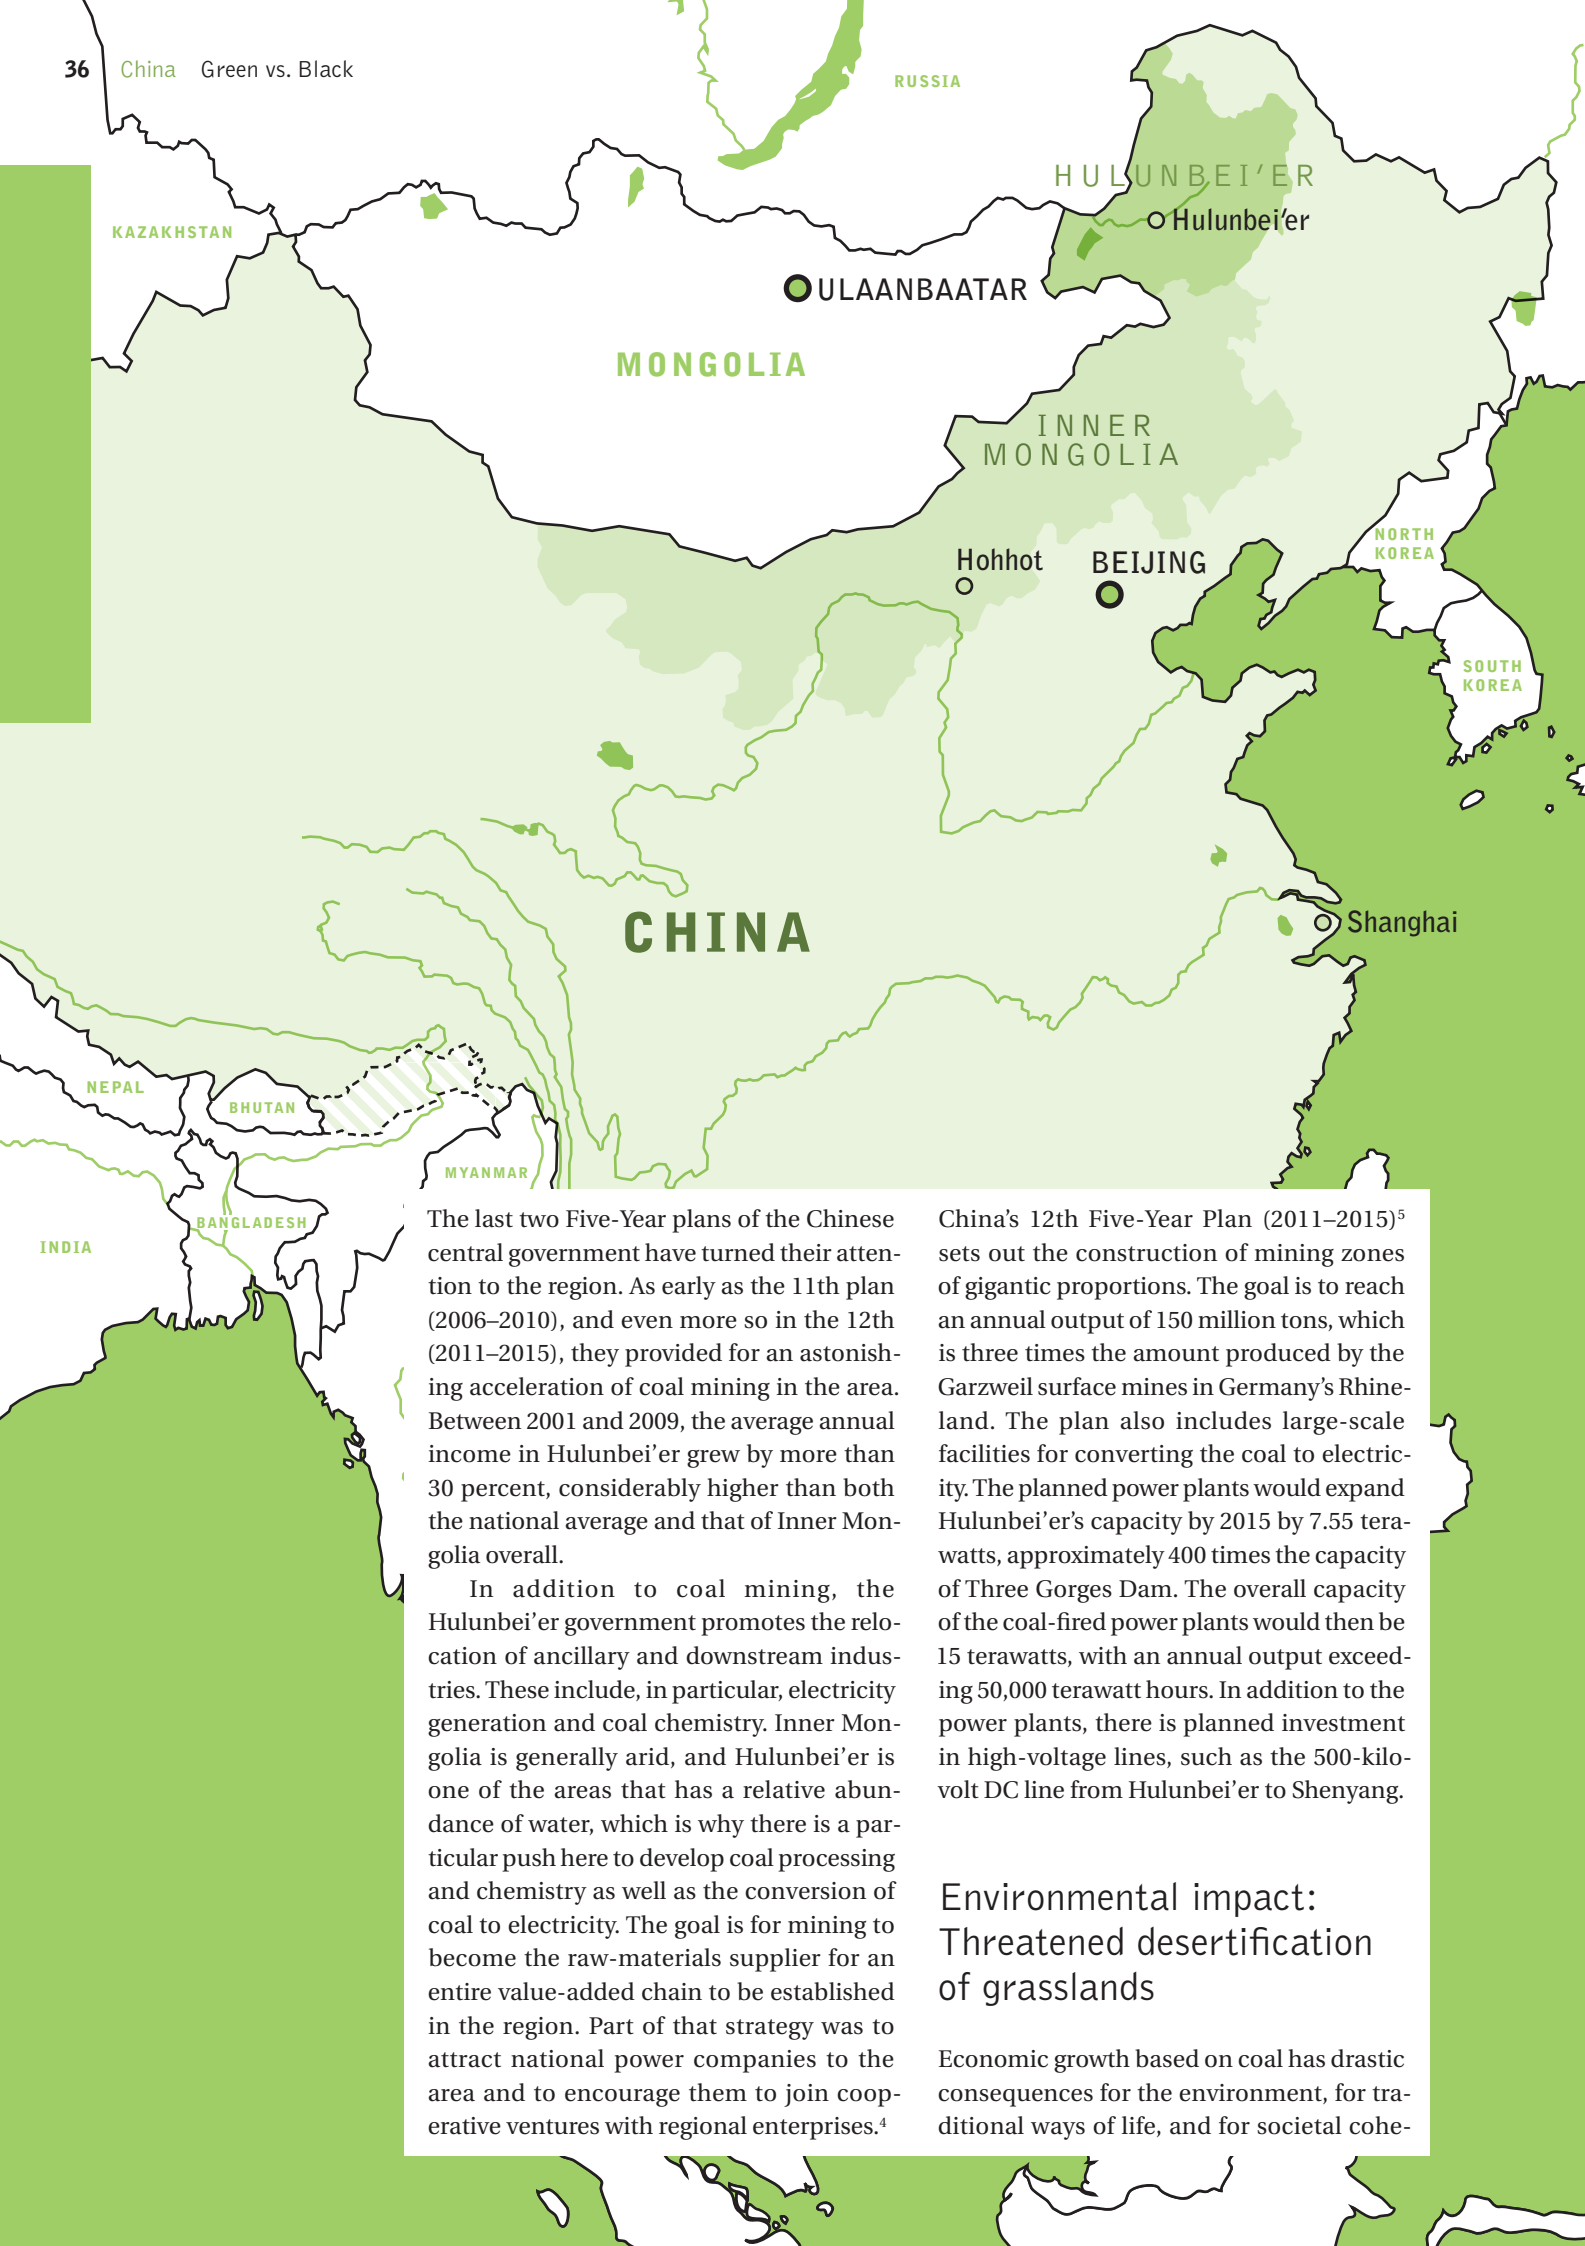 36 China Green vs. Black
RUSSIA
HULUNBEI’ER
Hulunbei’er
KAZAKHSTAN
ULAANBAATAR
MONGOLIA
INNER
MONGOLIA
NORTH
KOREA
Hohhot
BEIJING
SOUTH
KOREA
CHINA
Shanghai
NEPAL
BHUTAN
MYANMAR
BANGLADESH
INDIA
The last two Five-Year plans of the Chinese
central government have turned their atten-
tion to the region. As early as the 11th plan
(2006–2010), and even more so in the 12th
(2011–2015), they provided for an astonish-
ing acceleration of coal mining in the area.
Between 2001 and 2009, the average annual
income in Hulunbei’er grew by more than
30 percent, considerably higher than both
the national average and that of Inner Mon-
golia overall.
In addition to coal mining, the
Hulunbei’er government promotes the relo-
cation of ancillary and downstream indus-
tries. These include, in particular, electricity
generation and coal chemistry. Inner Mon-
golia is generally arid, and Hulunbei’er is
one of the areas that has a relative abun-
dance of water, which is why there is a par-
ticular push here to develop coal processing
and chemistry as well as the conversion of
coal to electricity. The goal is for mining to
become the raw-materials supplier for an
entire value-added chain to be established
in the region. Part of that strategy was to
attract national power companies to the
area and to encourage them to join coop-
erative ventures with regional enterprises.4
China’s 12th Five-Year Plan (2011–2015)5
sets out the construction of mining zones
of gigantic proportions. The goal is to reach
an annual output of 150 million tons, which
is three times the amount produced by the
Garzweil surface mines in Germany’s Rhine-
land. The plan also includes large-scale
facilities for converting the coal to electric-
ity. The planned power plants would expand
Hulunbei’er’s capacity by 2015 by 7.55 tera-
watts, approximately 400 times the capacity
of Three Gorges Dam. The overall capacity
of the coal-fired power plants would then be
15 terawatts, with an annual output exceed-
ing 50,000 terawatt hours. In addition to the
power plants, there is planned investment
in high-voltage lines, such as the 500-kilo-
volt DC line from Hulunbei’er to Shenyang.
Environmental impact:
Threatened desertification
of grasslands
Economic growth based on coal has drastic
consequences for the environment, for tra-
ditional ways of life, and for societal cohe-